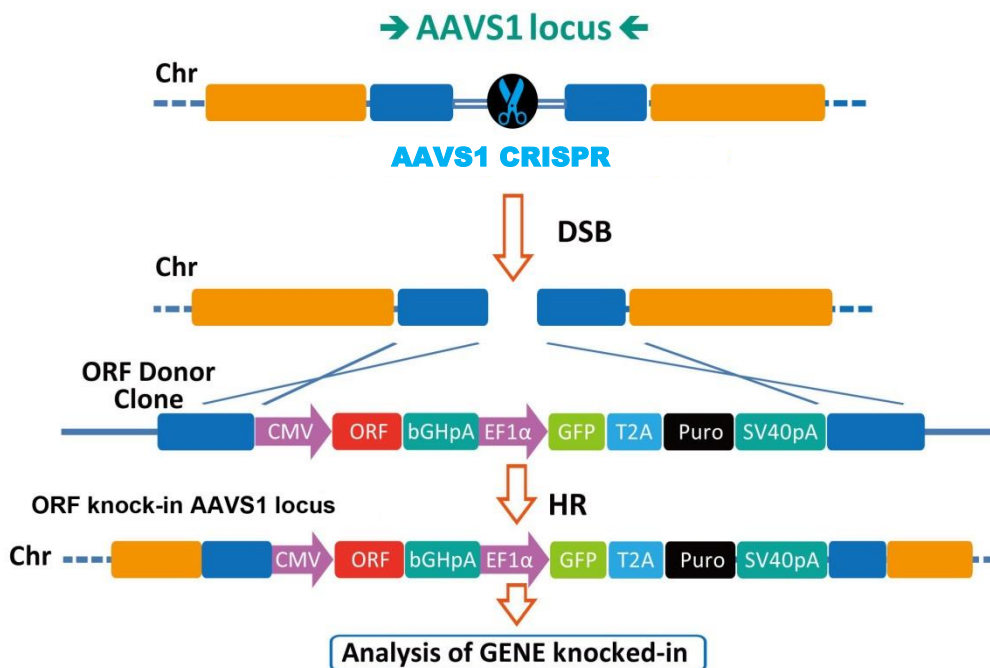 AAVS1 locus
Chr
AAVS1 CRISPR
DSB
Chr
ORF Donor
Clone
CMV ORF bGHpA EF1α GFP T2A Puro SV40pA
HR
ORF knock-in AAVS1 locus
Chr CMV ORF bGHpA EF1α GFP T2A Puro SV40pA
Analysis of GENE knocked-in